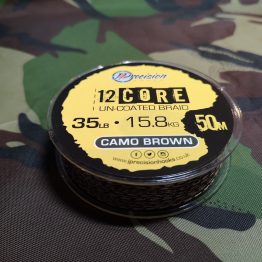 Precision
12 CORE
UN-COATED BRAID
35LB • 15.8KG 50M
CAMO BROWN
www.jprecisionhooks.co.uk